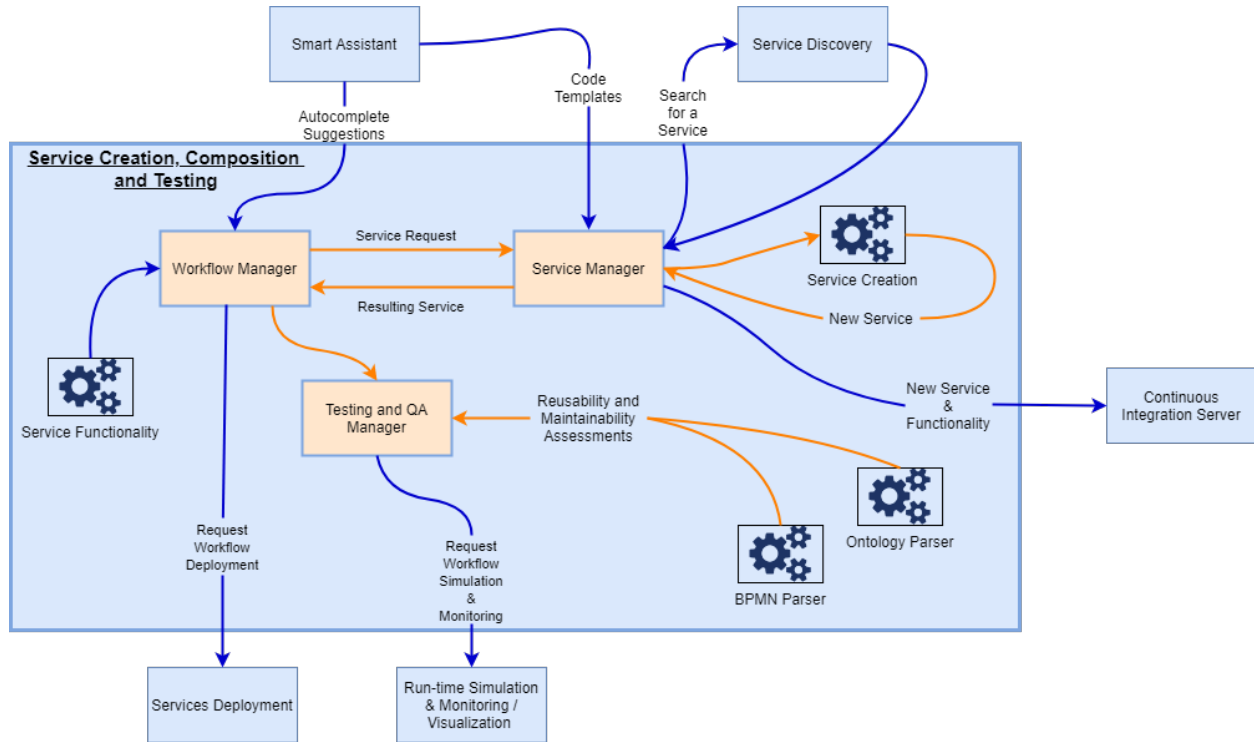 Smart Assistant
Service Discovery
Code
Templates
Search
for a
Service
Autocomplete
Suggestions
Service Creation, Composition
and Testing
Service Request
Workflow Manager
Service Manager
Service Creation
Resulting Service
New Service
Service Functionality
Testing and QA
Manager
Reusability and
Maintainability
Assessments
New Service
&
Functionality
Continuous
Integration Server
Request
Workflow
Deployment
Request
Workflow
Simulation
&
Monitoring
Ontology Parser
BPMN Parser
Services Deployment
Run-time Simulation
& Monitoring /
Visualization